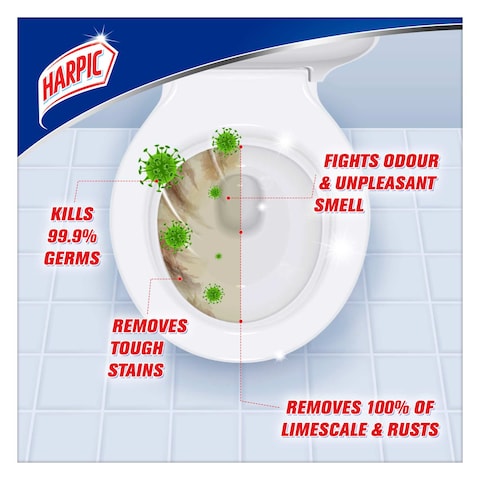 HARPIC
FIGHTS ODOUR
& UNPLEASANT
SMELL
KILLS
99.9%
GERMS
REMOVES
TOUGH
STAINS
REMOVES 100% OF
LIMESCALE & RUSTS